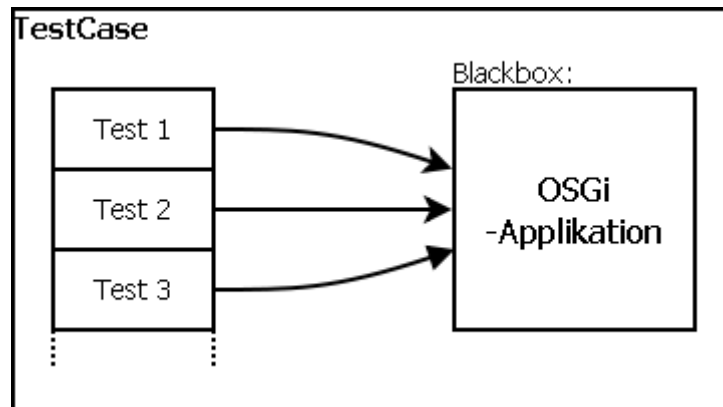 TestCase
Blackbox:
Test 1
Test 2
Test 3
OSGi
-Applikation